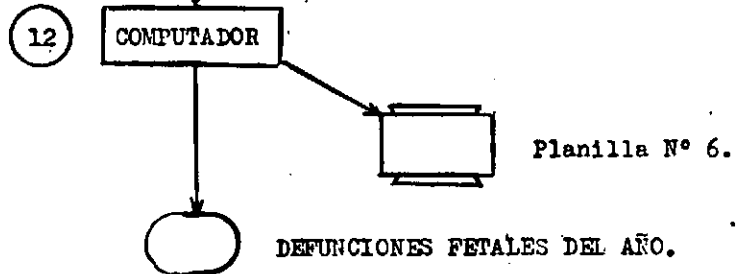 12 COMPUTADOR
Planilla Nº 6.
DEFUNCIONES FETALES DEL AÑO.